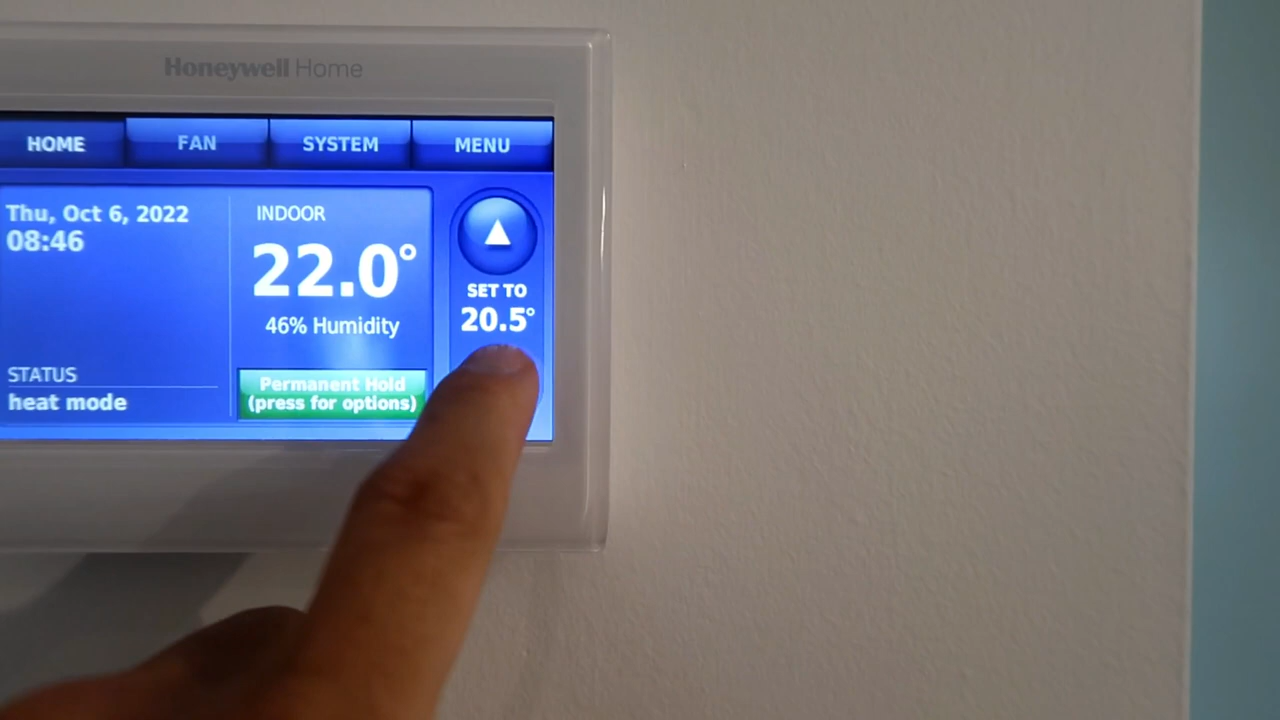 Honeywell Home
HOME FAN SYSTEM MENU
Thu, Oct 6, 2022
08:46
STATUS
heat mode
INDOOR
22.0°
46% Humidity
Permanent Hold
(press for options)
SET TO
20.5°